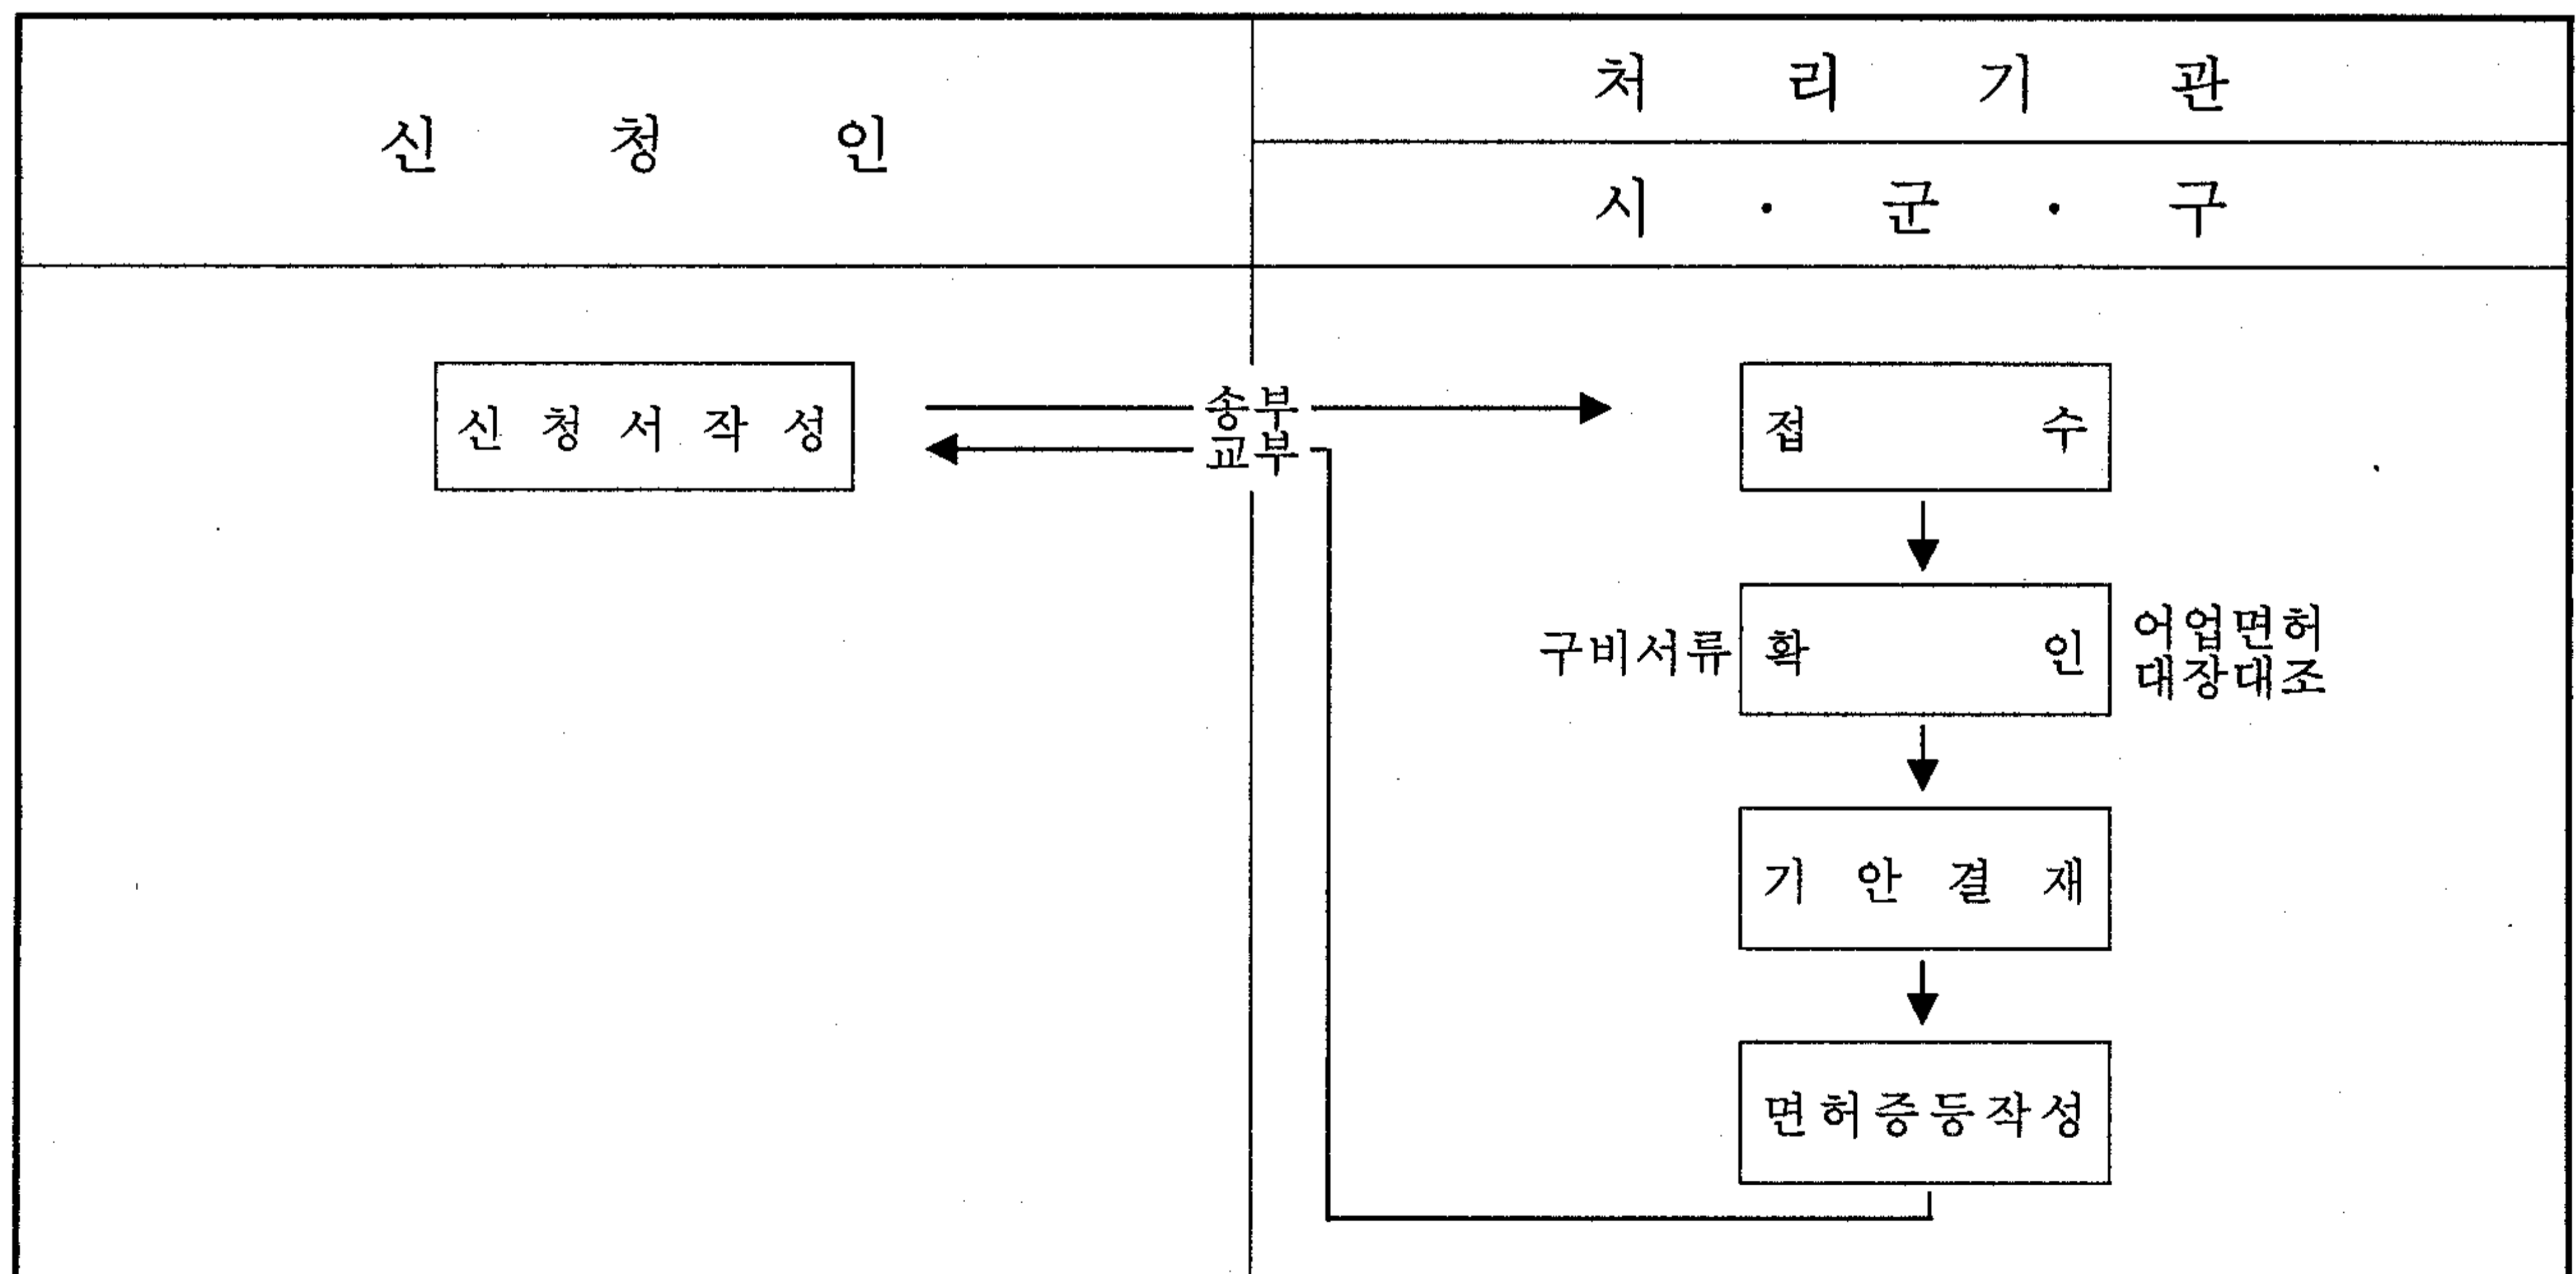 신 청 인
처 리 기 관
시 · 군 · 구
신 청 서 작 성
송부
교부
접 수
구비서류
확 인
어업면허
대장대조
기 안 결 재
면허증등작성